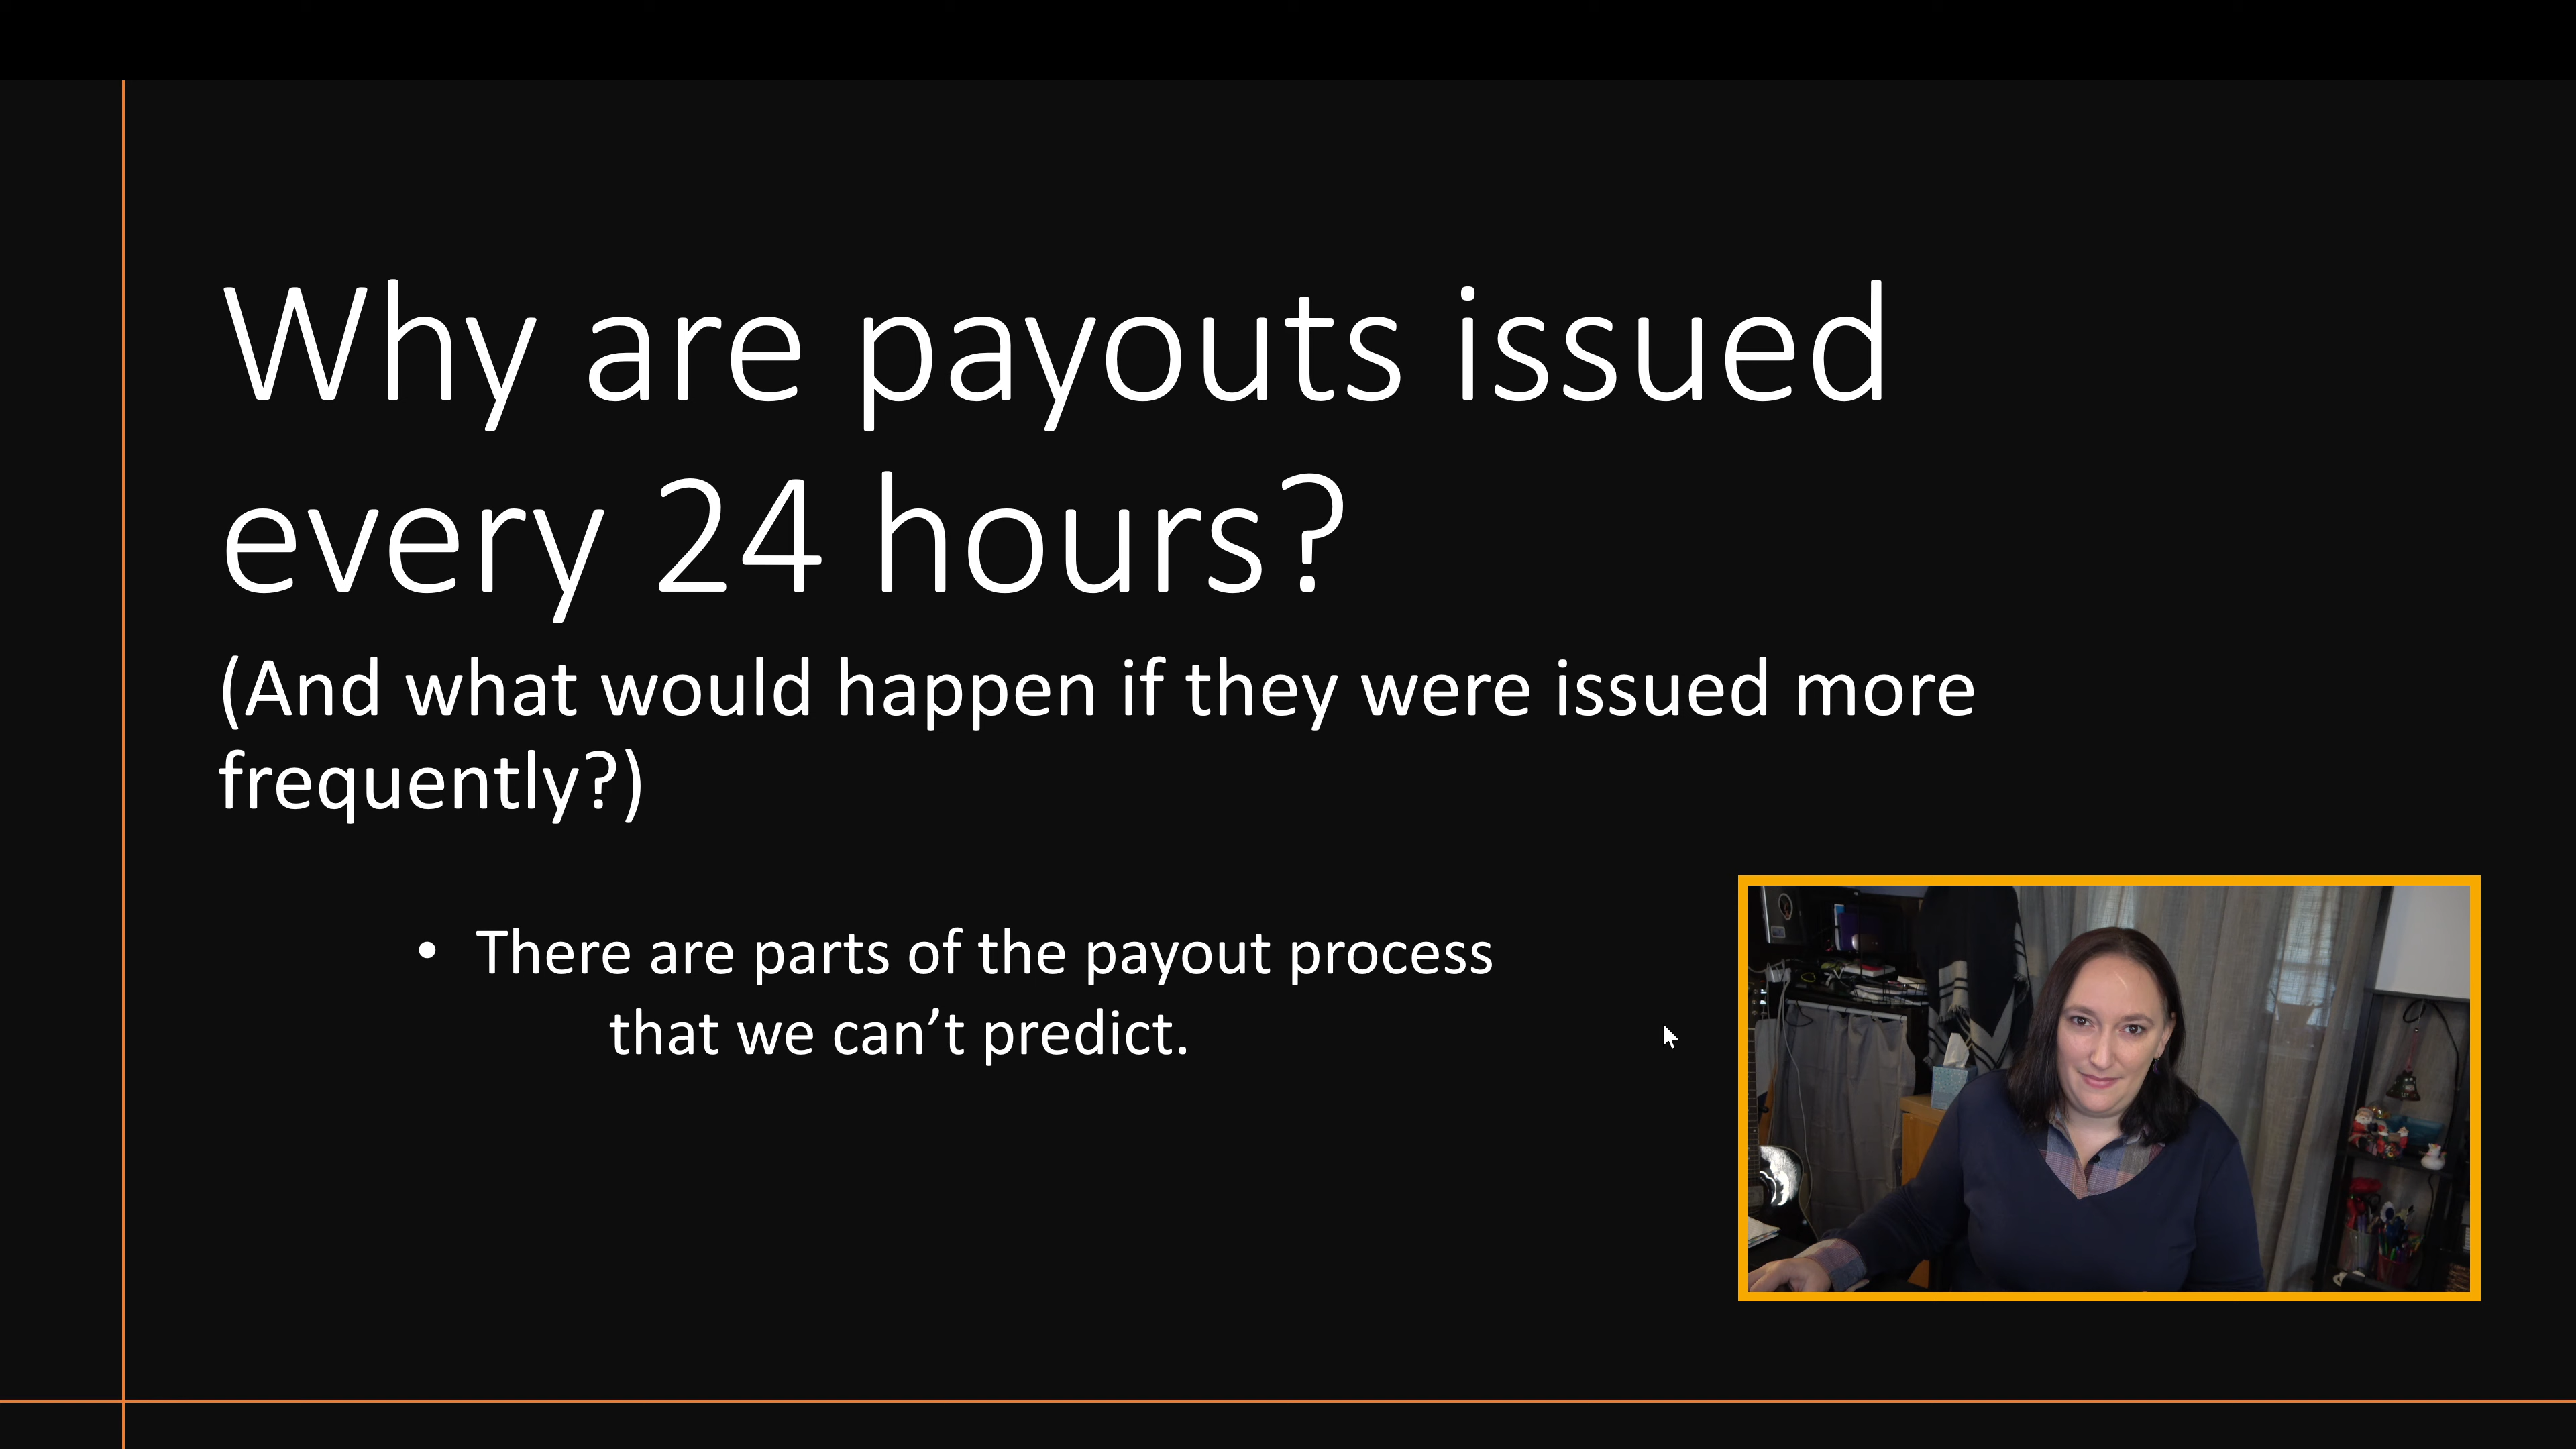 Why are payouts issued
every 24 hours?
(And what would happen if they were issued more
frequently?)
• There are parts of the payout process
that we can’t predict.